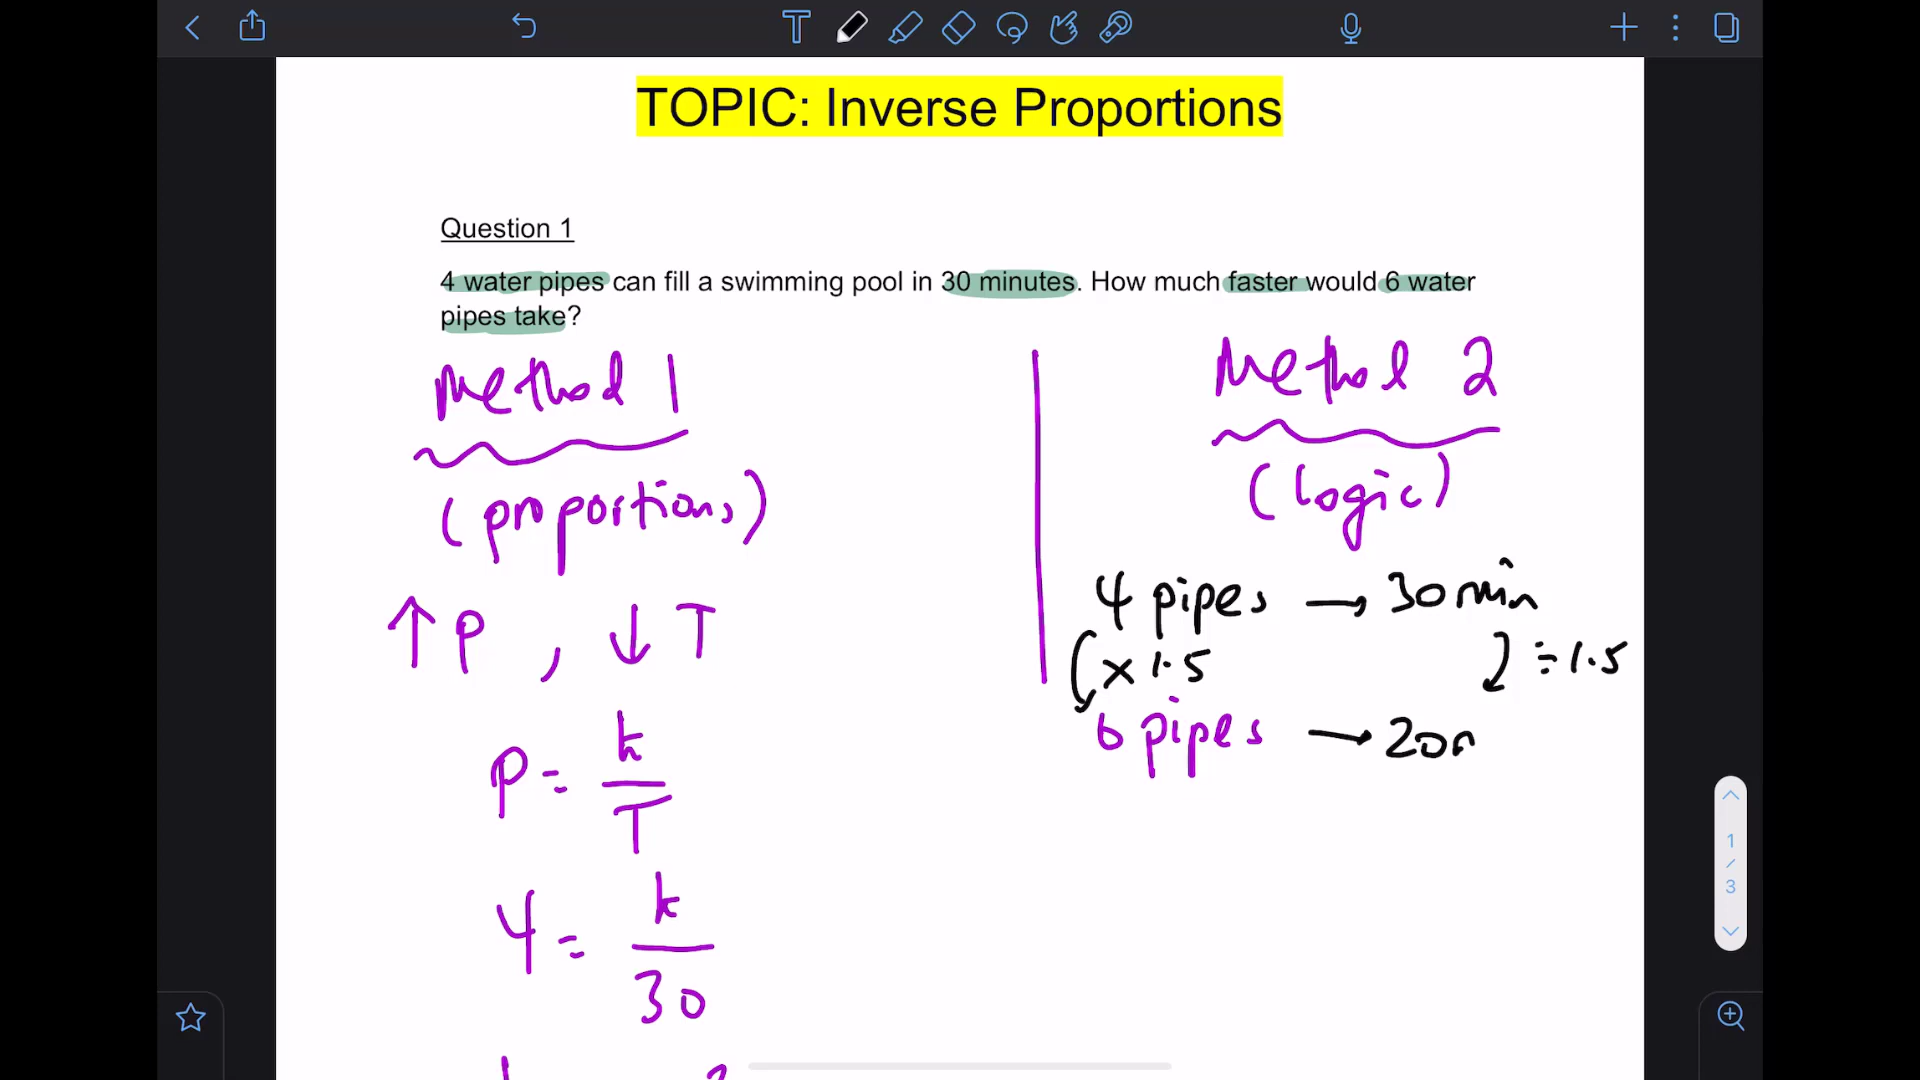 TOPIC: Inverse Proportions
Question 1
4 water pipes can fill a swimming pool in 30 minutes. How much faster would 6 water
pipes take?
Method 1
(proportions)
↑ P , ↓ T
P = k/T
4 = k/30
Method 2
(logic)
4 pipes → 30 min
× 1.5 ÷ 1.5
6 pipes → 20
1
/
3